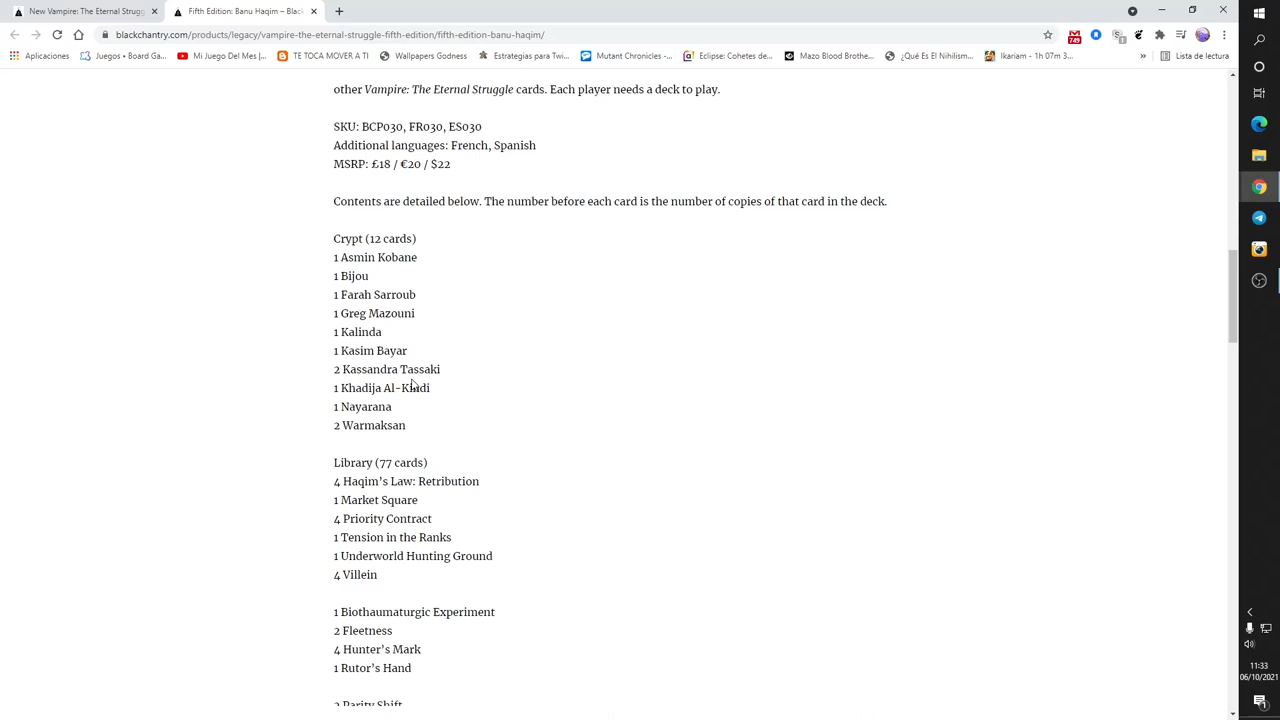 New Vampire: The Eternal Strugg
Fifth Edition: Banu Haqim – Blac
blackchantry.com/products/legacy/vampire-the-eternal-struggle-fifth-edition/fifth-edition-banu-haqim/
749
Aplicaciones
Juegos • Board Ga...
Mi Juego Del Mes |...
TE TOCA MOVER A T...
Wallpapers Godness
Estrategias para Twi...
Mutant Chronicles -...
Eclipse: Cohetes de...
Mazo Blood Brothe...
¿Qué Es El Nihilism...
Ikariam - 1h 07m 3...
»
Lista de lectura
other Vampire: The Eternal Struggle cards. Each player needs a deck to play.
SKU: BCP030, FR030, ES030
Additional languages: French, Spanish
MSRP: £18 / €20 / $22
Contents are detailed below. The number before each card is the number of copies of that card in the deck.
Crypt (12 cards)
1 Asmin Kobane
1 Bijou
1 Farah Sarroub
1 Greg Mazouni
1 Kalinda
1 Kasim Bayar
2 Kassandra Tassaki
1 Khadija Al-Kindi
1 Nayarana
2 Warmaksan
Library (77 cards)
4 Haqim's Law: Retribution
1 Market Square
4 Priority Contract
1 Tension in the Ranks
1 Underworld Hunting Ground
4 Villein
1 Biothaumaturgic Experiment
2 Fleetness
4 Hunter's Mark
1 Rutor's Hand
2 Parity Shift
11:33
06/10/2021